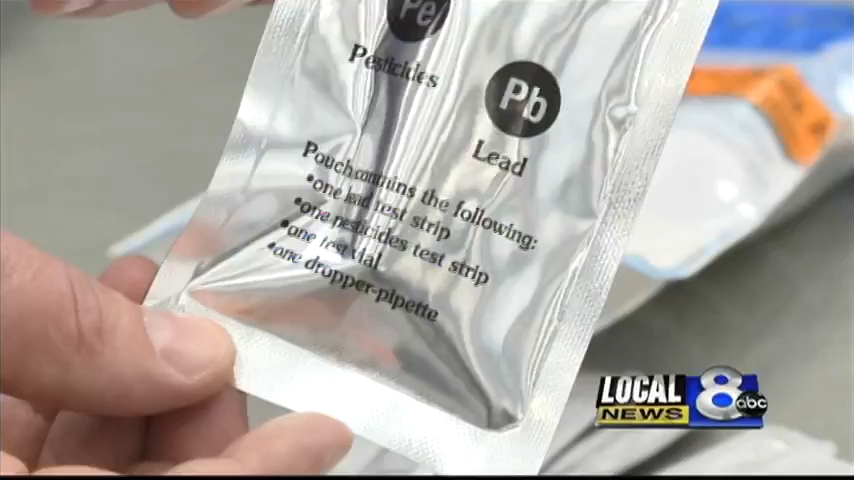 Pe
Pesticides
Pb
Lead
Pouch contains the following:
•one lead test strip
•one pesticides test strip
•one test vial
•one dropper-pipette
LOCAL 8 abc
NEWS